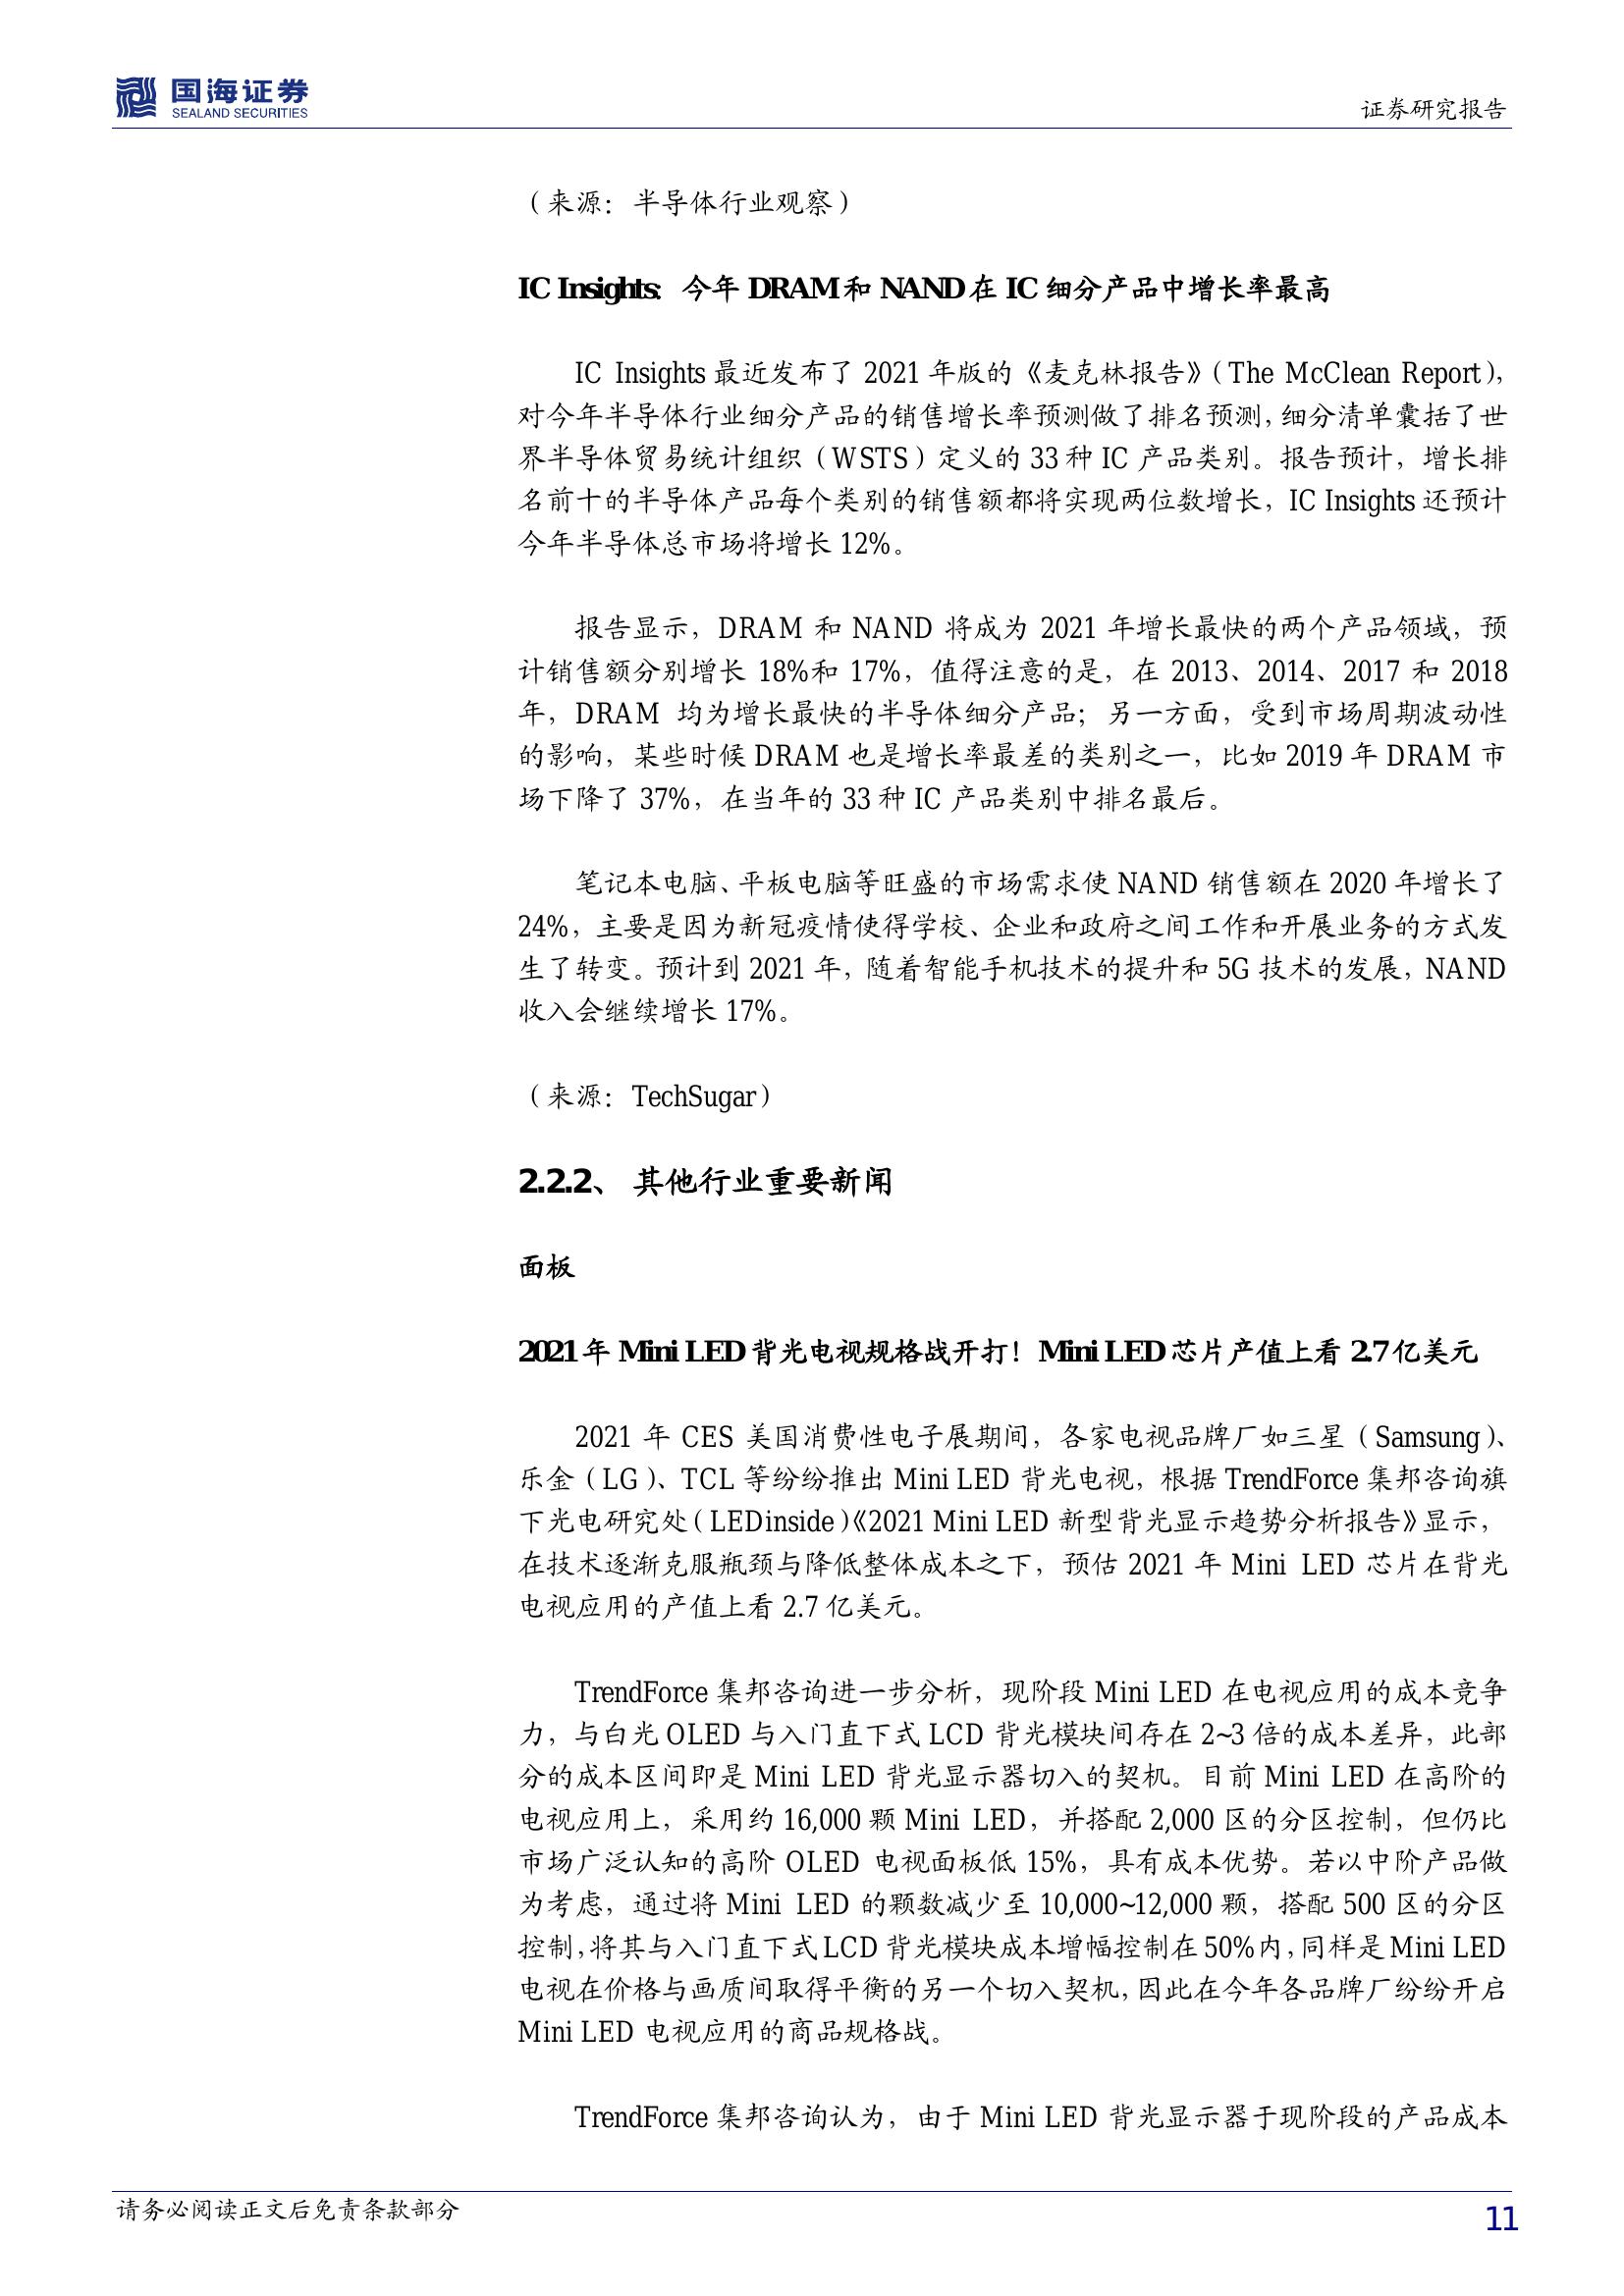 国海证券
SEALAND SECURITIES
证券研究报告
（来源：半导体行业观察）
IC Insights：今年 DRAM 和 NAND 在 IC 细分产品中增长率最高
IC Insights 最近发布了 2021 年版的《麦克林报告》（The McClean Report），
对今年半导体行业细分产品的销售增长率预测做了排名预测，细分清单囊括了世
界半导体贸易统计组织（WSTS）定义的 33 种 IC 产品类别。报告预计，增长排
名前十的半导体产品每个类别的销售额都将实现两位数增长，IC Insights 还预计
今年半导体总市场将增长 12%。
报告显示，DRAM 和 NAND 将成为 2021 年增长最快的两个产品领域，预
计销售额分别增长 18%和 17%，值得注意的是，在 2013、2014、2017 和 2018
年，DRAM 均为增长最快的半导体细分产品；另一方面，受到市场周期波动性
的影响，某些时候 DRAM 也是增长率最差的类别之一，比如 2019 年 DRAM 市
场下降了 37%，在当年的 33 种 IC 产品类别中排名最后。
笔记本电脑、平板电脑等旺盛的市场需求使 NAND 销售额在 2020 年增长了
24%，主要是因为新冠疫情使得学校、企业和政府之间工作和开展业务的方式发
生了转变。预计到 2021 年，随着智能手机技术的提升和 5G 技术的发展，NAND
收入会继续增长 17%。
（来源：TechSugar）
2.2.2、 其他行业重要新闻
面板
2021 年 Mini LED 背光电视规格战开打！Mini LED 芯片产值上看 2.7 亿美元
2021 年 CES 美国消费性电子展期间，各家电视品牌厂如三星（Samsung）、
乐金（LG）、TCL 等纷纷推出 Mini LED 背光电视，根据 TrendForce 集邦咨询旗
下光电研究处（LEDinside）《2021 Mini LED 新型背光显示趋势分析报告》显示，
在技术逐渐克服瓶颈与降低整体成本之下，预估 2021 年 Mini LED 芯片在背光
电视应用的产值上看 2.7 亿美元。
TrendForce 集邦咨询进一步分析，现阶段 Mini LED 在电视应用的成本竞争
力，与白光 OLED 与入门直下式 LCD 背光模块间存在 2~3 倍的成本差异，此部
分的成本区间即是 Mini LED 背光显示器切入的契机。目前 Mini LED 在高阶的
电视应用上，采用约 16,000 颗 Mini LED，并搭配 2,000 区的分区控制，但仍比
市场广泛认知的高阶 OLED 电视面板低 15%，具有成本优势。若以中阶产品做
为考虑，通过将 Mini LED 的颗数减少至 10,000~12,000 颗，搭配 500 区的分区
控制，将其与入门直下式 LCD 背光模块成本增幅控制在 50%内，同样是 Mini LED
电视在价格与画质间取得平衡的另一个切入契机，因此在今年各品牌厂纷纷开启
Mini LED 电视应用的商品规格战。
TrendForce 集邦咨询认为，由于 Mini LED 背光显示器于现阶段的产品成本
请务必阅读正文后免责条款部分
11